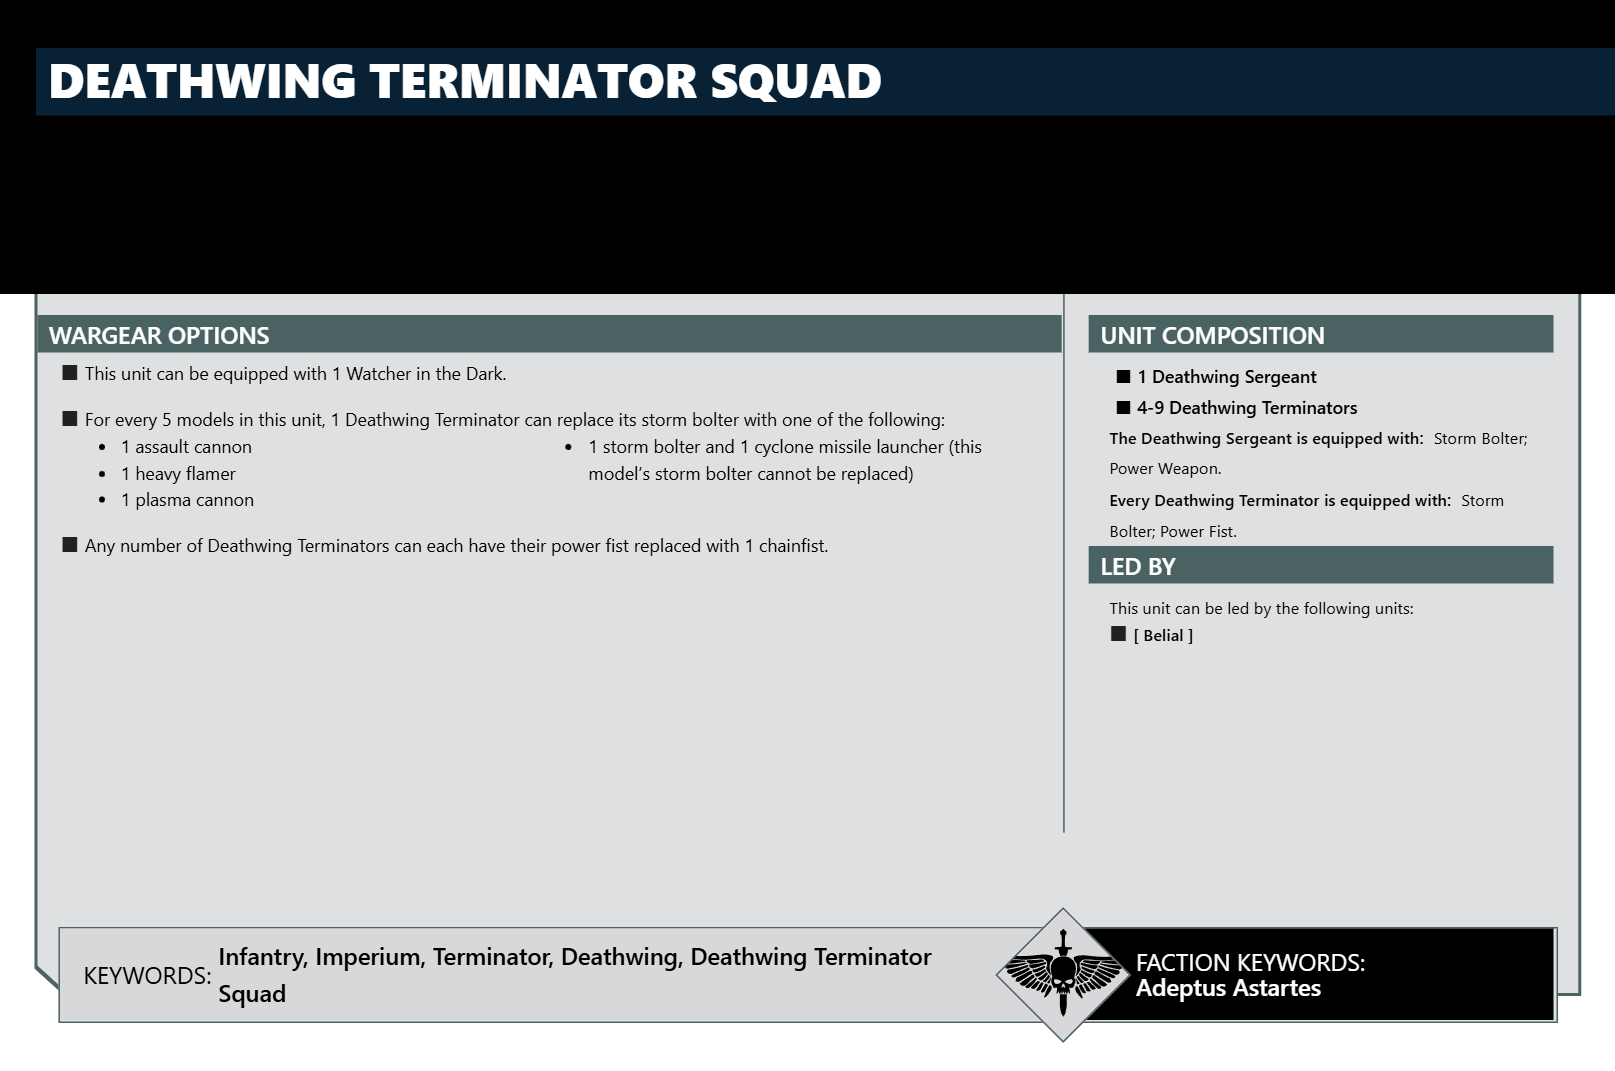 DEATHWING TERMINATOR SQUAD
WARGEAR OPTIONS
This unit can be equipped with 1 Watcher in the Dark.
For every 5 models in this unit, 1 Deathwing Terminator can replace its storm bolter with one of the following:
• 1 assault cannon
• 1 heavy flamer
• 1 plasma cannon
• 1 storm bolter and 1 cyclone missile launcher (this
model’s storm bolter cannot be replaced)
Any number of Deathwing Terminators can each have their power fist replaced with 1 chainfist.
UNIT COMPOSITION
1 Deathwing Sergeant
4-9 Deathwing Terminators
The Deathwing Sergeant is equipped with: Storm Bolter;
Power Weapon.
Every Deathwing Terminator is equipped with: Storm
Bolter; Power Fist.
LED BY
This unit can be led by the following units:
[ Belial ]
KEYWORDS: Infantry, Imperium, Terminator, Deathwing, Deathwing Terminator
Squad
FACTION KEYWORDS:
Adeptus Astartes